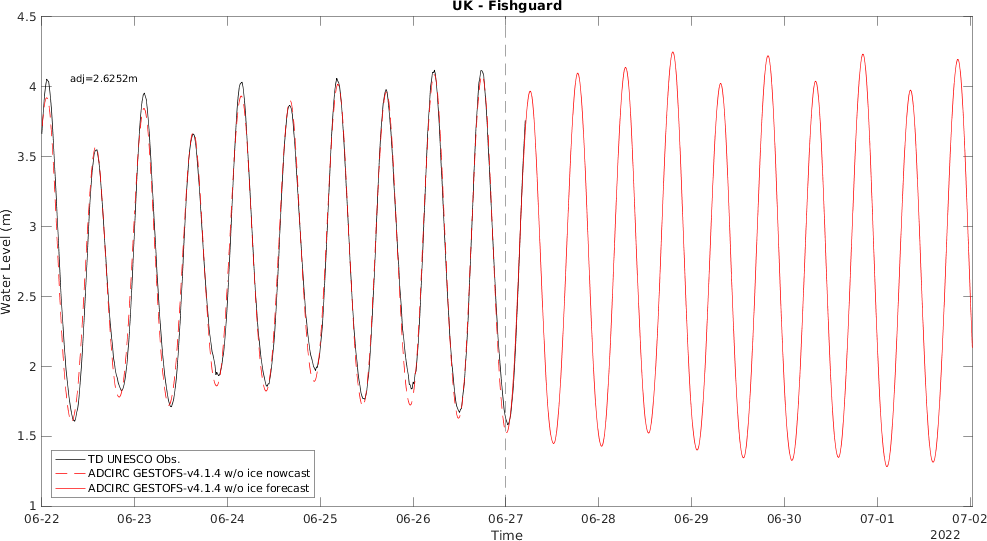 UK - Fishguard
adj=2.6252m
Water Level (m)
4.5
4
3.5
3
2.5
2
1.5
1
TD UNESCO Obs.
ADCIRC GESTOFS-v4.1.4 w/o ice nowcast
ADCIRC GESTOFS-v4.1.4 w/o ice forecast
06-22 06-23 06-24 06-25 06-26 06-27 06-28 06-29 06-30 07-01 07-02
Time
2022